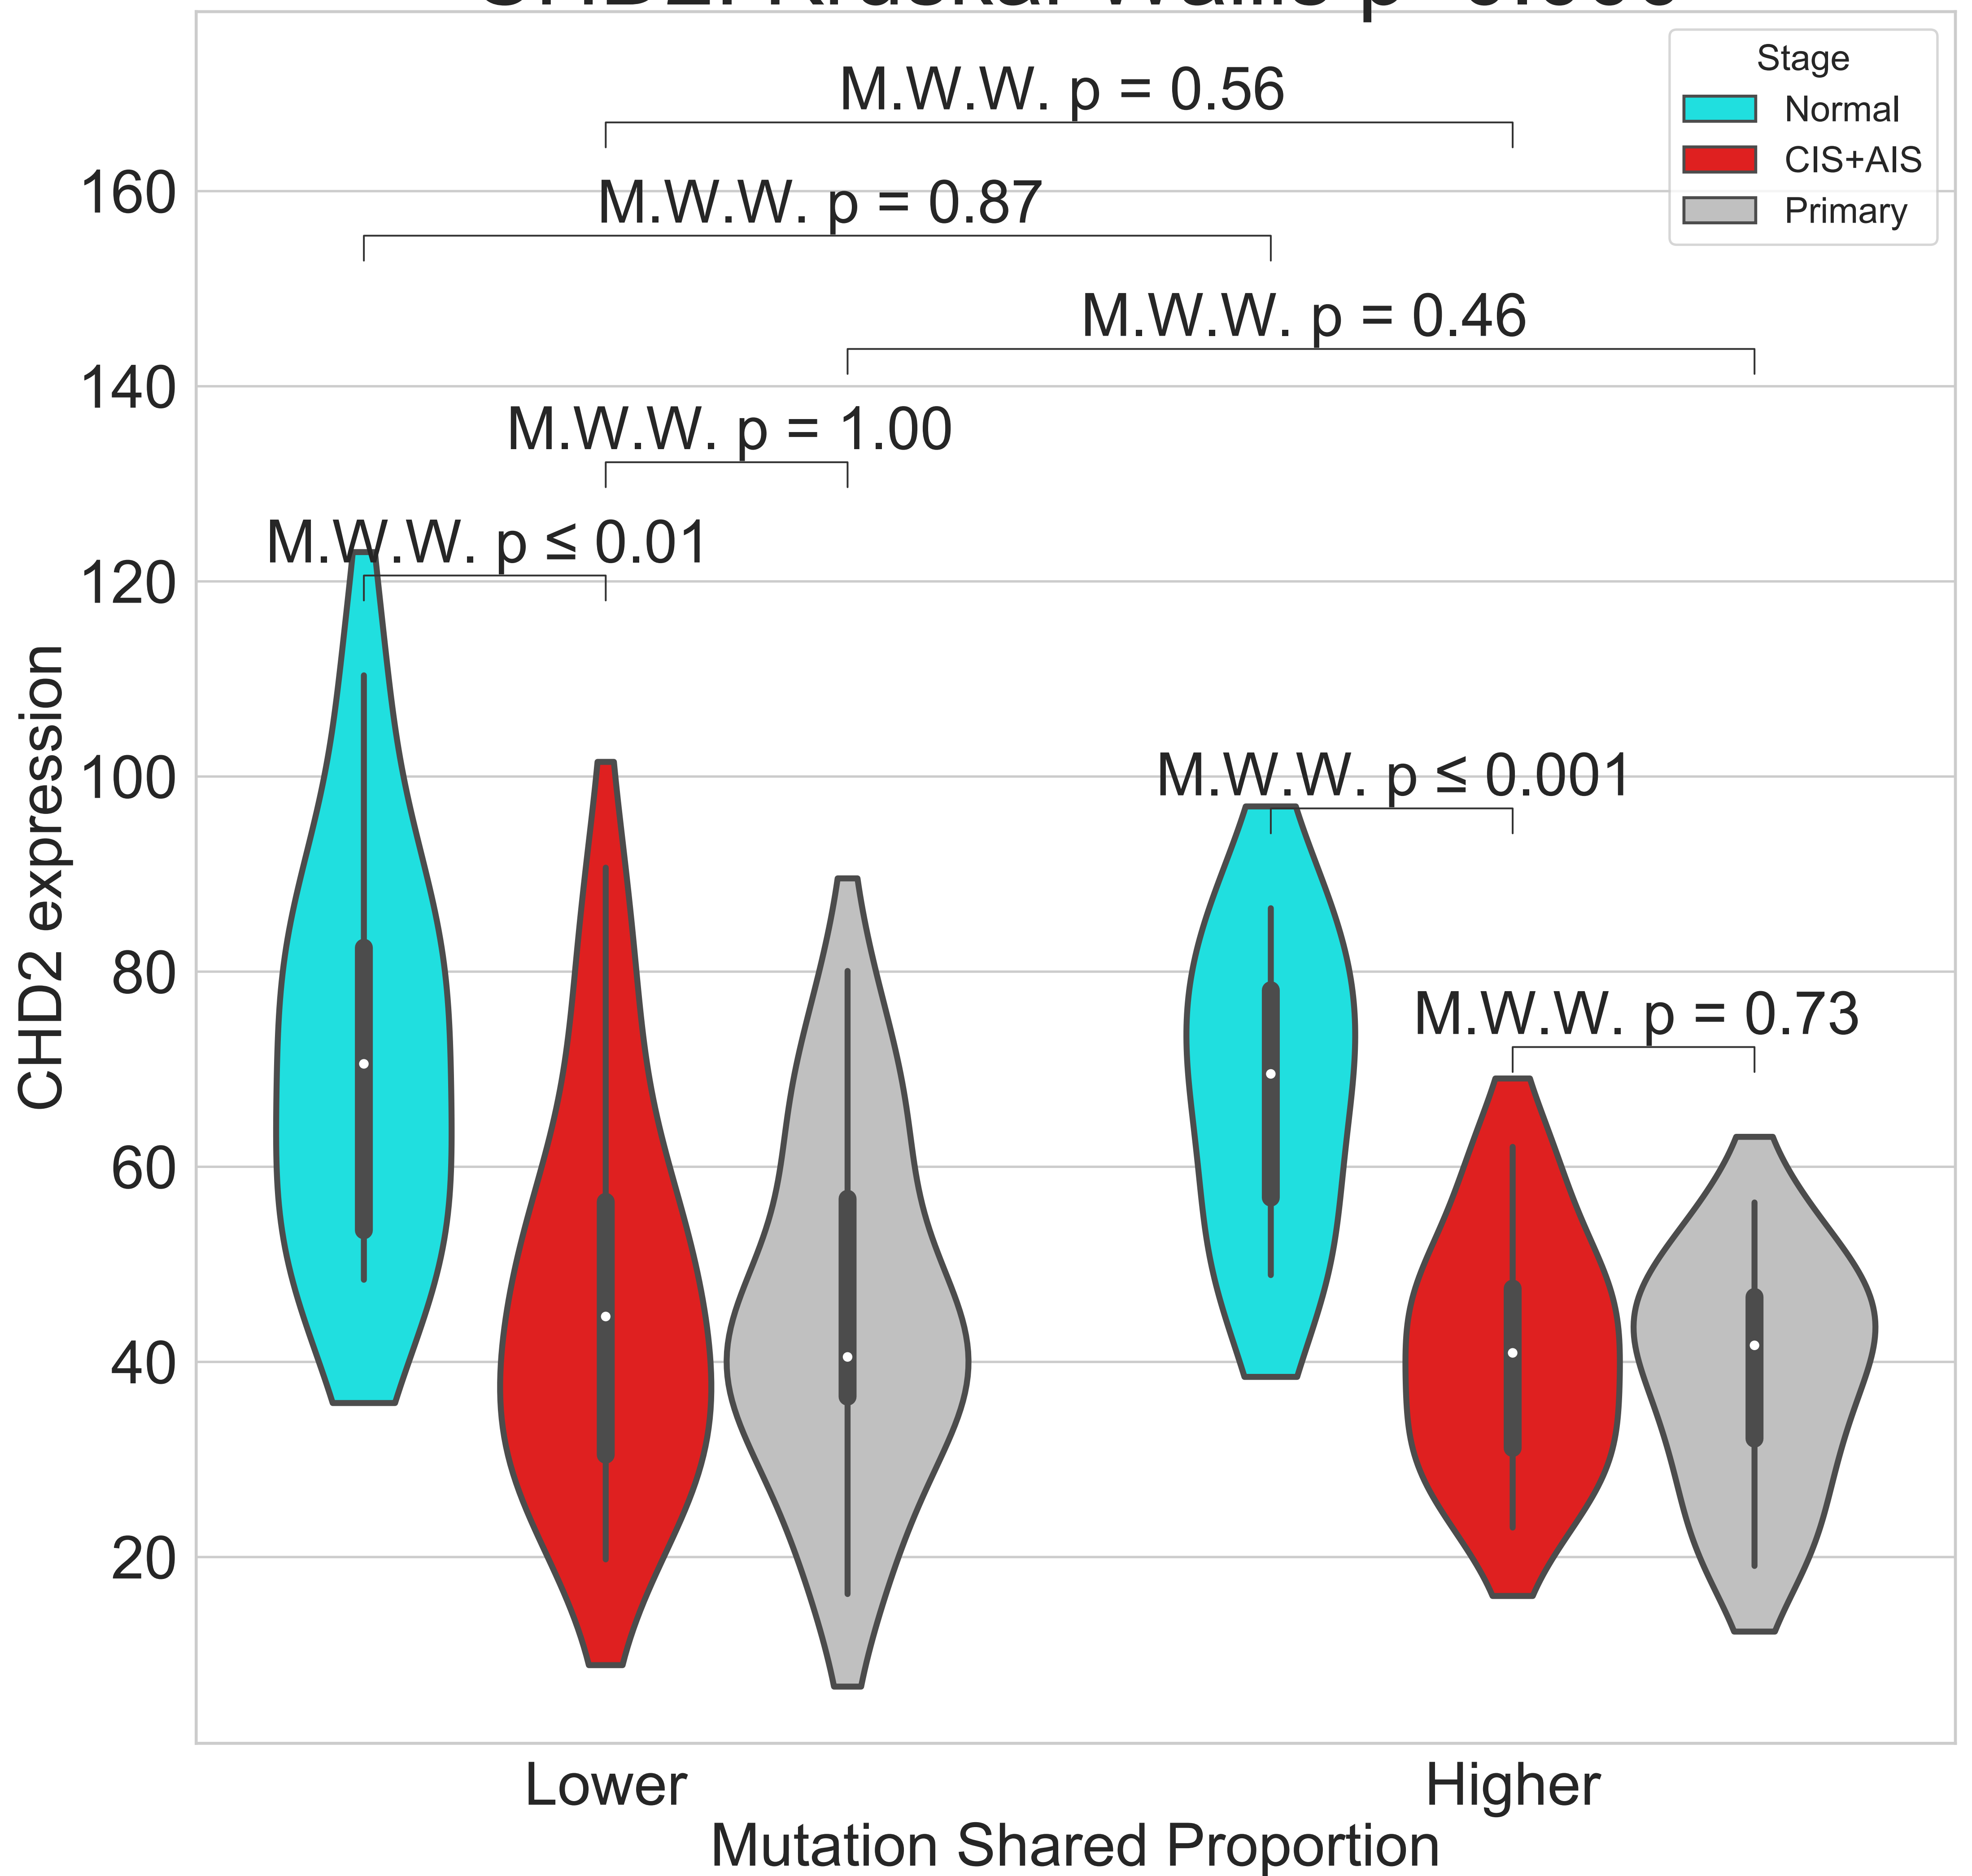 Stage
Normal
CIS+AIS
Primary
M.W.W. p = 0.56
M.W.W. p = 0.87
M.W.W. p = 0.46
M.W.W. p = 1.00
M.W.W. p ≤ 0.01
M.W.W. p ≤ 0.001
M.W.W. p = 0.73
160
140
120
100
80
60
40
20
CHD2 expression
Lower
Higher
Mutation Shared Proportion